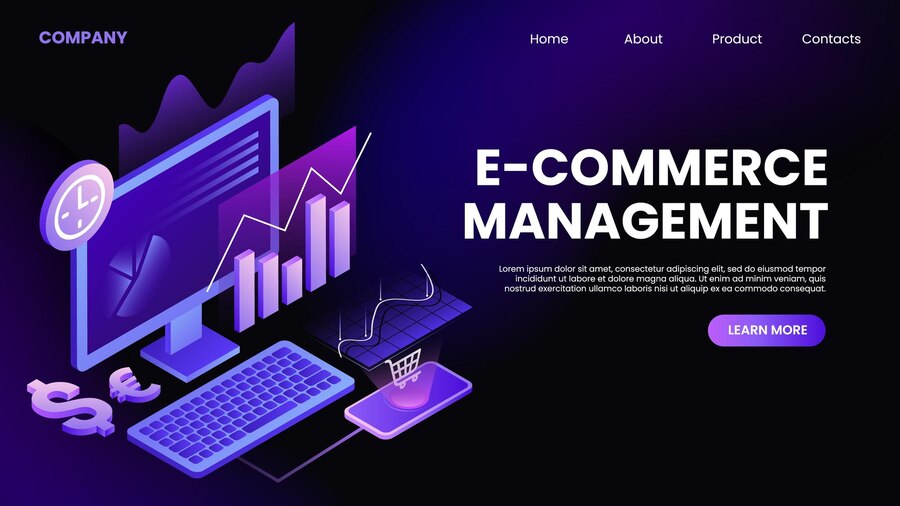 COMPANY
Home
About
Product
Contacts
E-COMMERCE
MANAGEMENT
Lorem ipsum dolor sit amet, consectetur adipiscing elit, sed do eiusmod tempor
incididunt ut labore et dolore magna aliqua. Ut enim ad minim veniam, quis
nostrud exercitation ullamco laboris nisi ut aliquip ex ea commodo consequat.
LEARN MORE
$
€